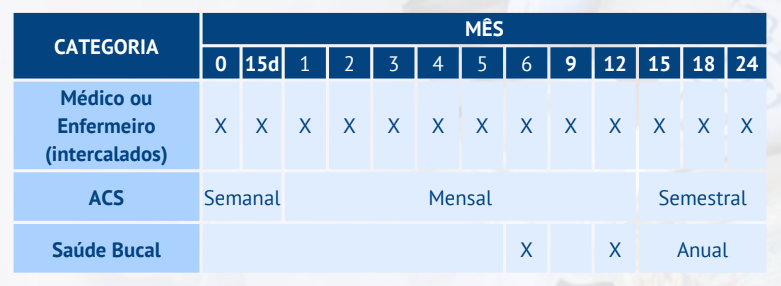 CATEGORIA
MÊS
0 15d 1 2 3 4 5 6 9 12 15 18 24
Médico ou
Enfermeiro
(intercalados)
X X X X X X X X X X X X X
ACS
Semanal Mensal Semestral
Saúde Bucal
X X Anual